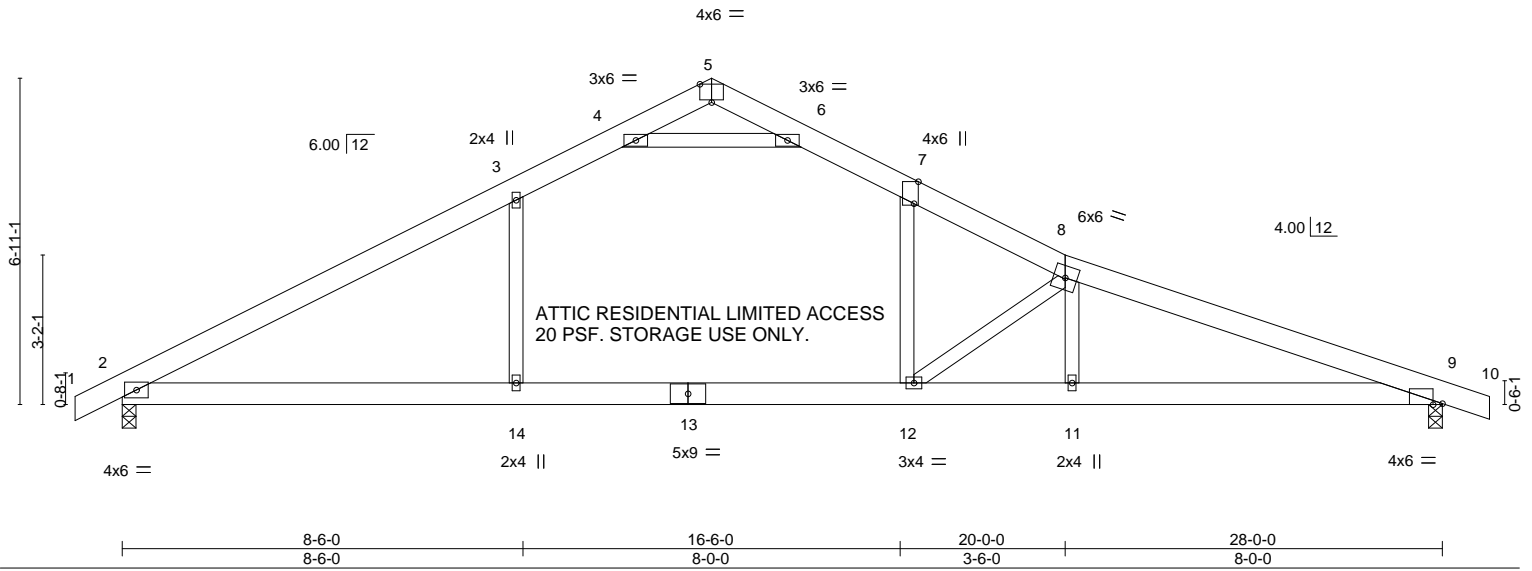 4x6 =
5
3x6 =
3x6 =
4
6
6.00 12
2x4 ||
4x6 ||
3
7
6x6 =
8
4.00 12
6-11-1
3-2-1
0-8-1
ATTIC RESIDENTIAL LIMITED ACCESS
20 PSF. STORAGE USE ONLY.
1
2
9
10
0-6-1
14
13
12
11
4x6 =
2x4 ||
5x9 =
3x4 =
2x4 ||
4x6 =
8-6-0
16-6-0
20-0-0
28-0-0
8-6-0
8-0-0
3-6-0
8-0-0